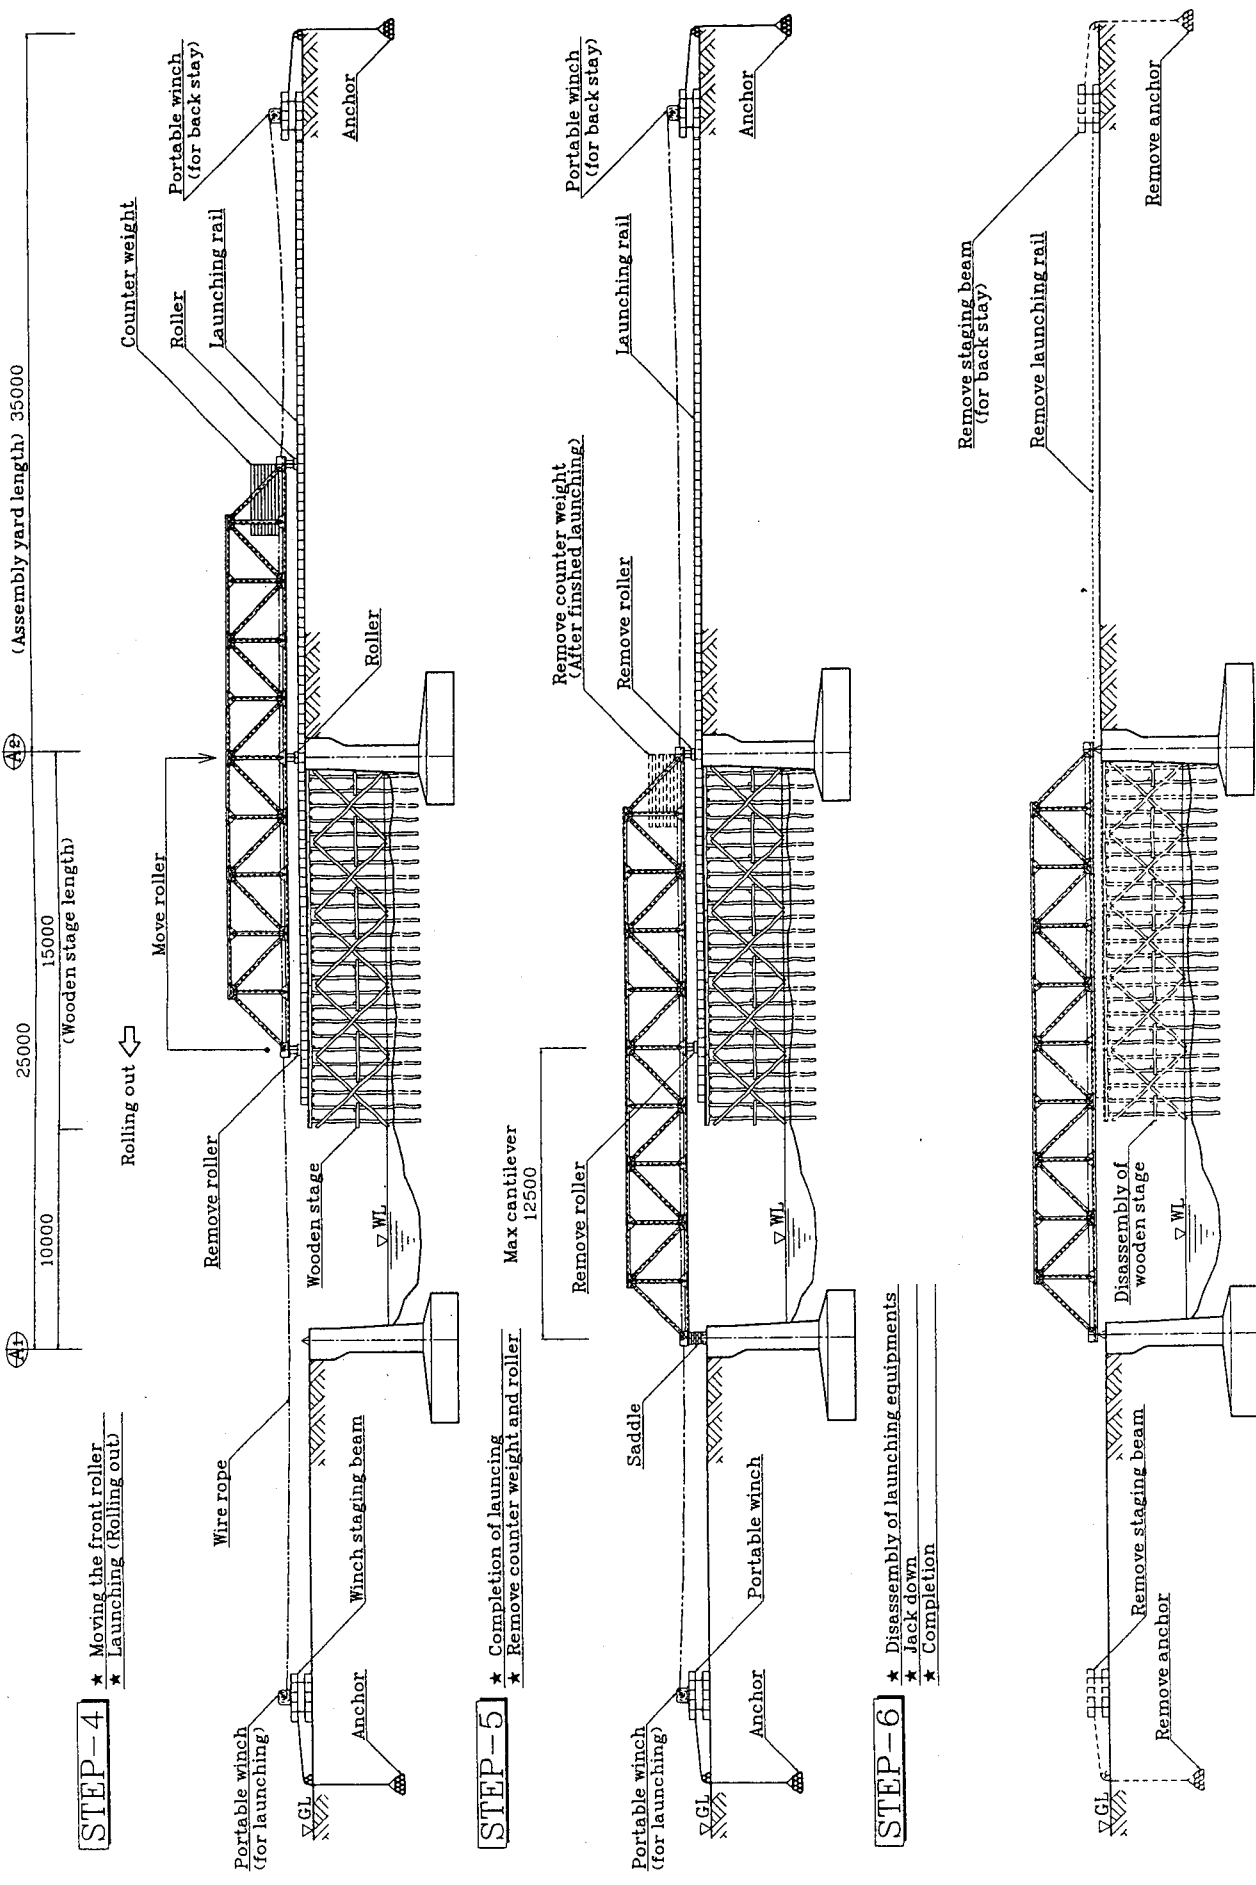 STEP-4
★ Moving the front roller
★ Launching (Rolling out)
A1
A2
25000
(Assembly yard length) 35000
10000
15000
(Wooden stage length)
Rolling out
Move roller
Portable winch
(for launching)
Wire rope
Remove roller
Counter weight
Roller
Launching rail
Portable winch
(for back stay)
GL
Anchor
Winch staging beam
Wooden stage
WL
Roller
Anchor
STEP-5
★ Completion of launcing
★ Remove counter weight and roller
Max cantilever
12500
Portable winch
(for launching)
Saddle
Remove roller
Remove counter weight
(After finshed launching)
Remove roller
Launching rail
Portable winch
(for back stay)
GL
Anchor
Portable winch
WL
Anchor
STEP-6
★ Disassembly of launching equipments
★ Jack down
★ Completion
Remove staging beam
(for back stay)
Remove launching rail
GL
Remove anchor
Remove staging beam
Disassembly of
wooden stage
WL
Remove anchor